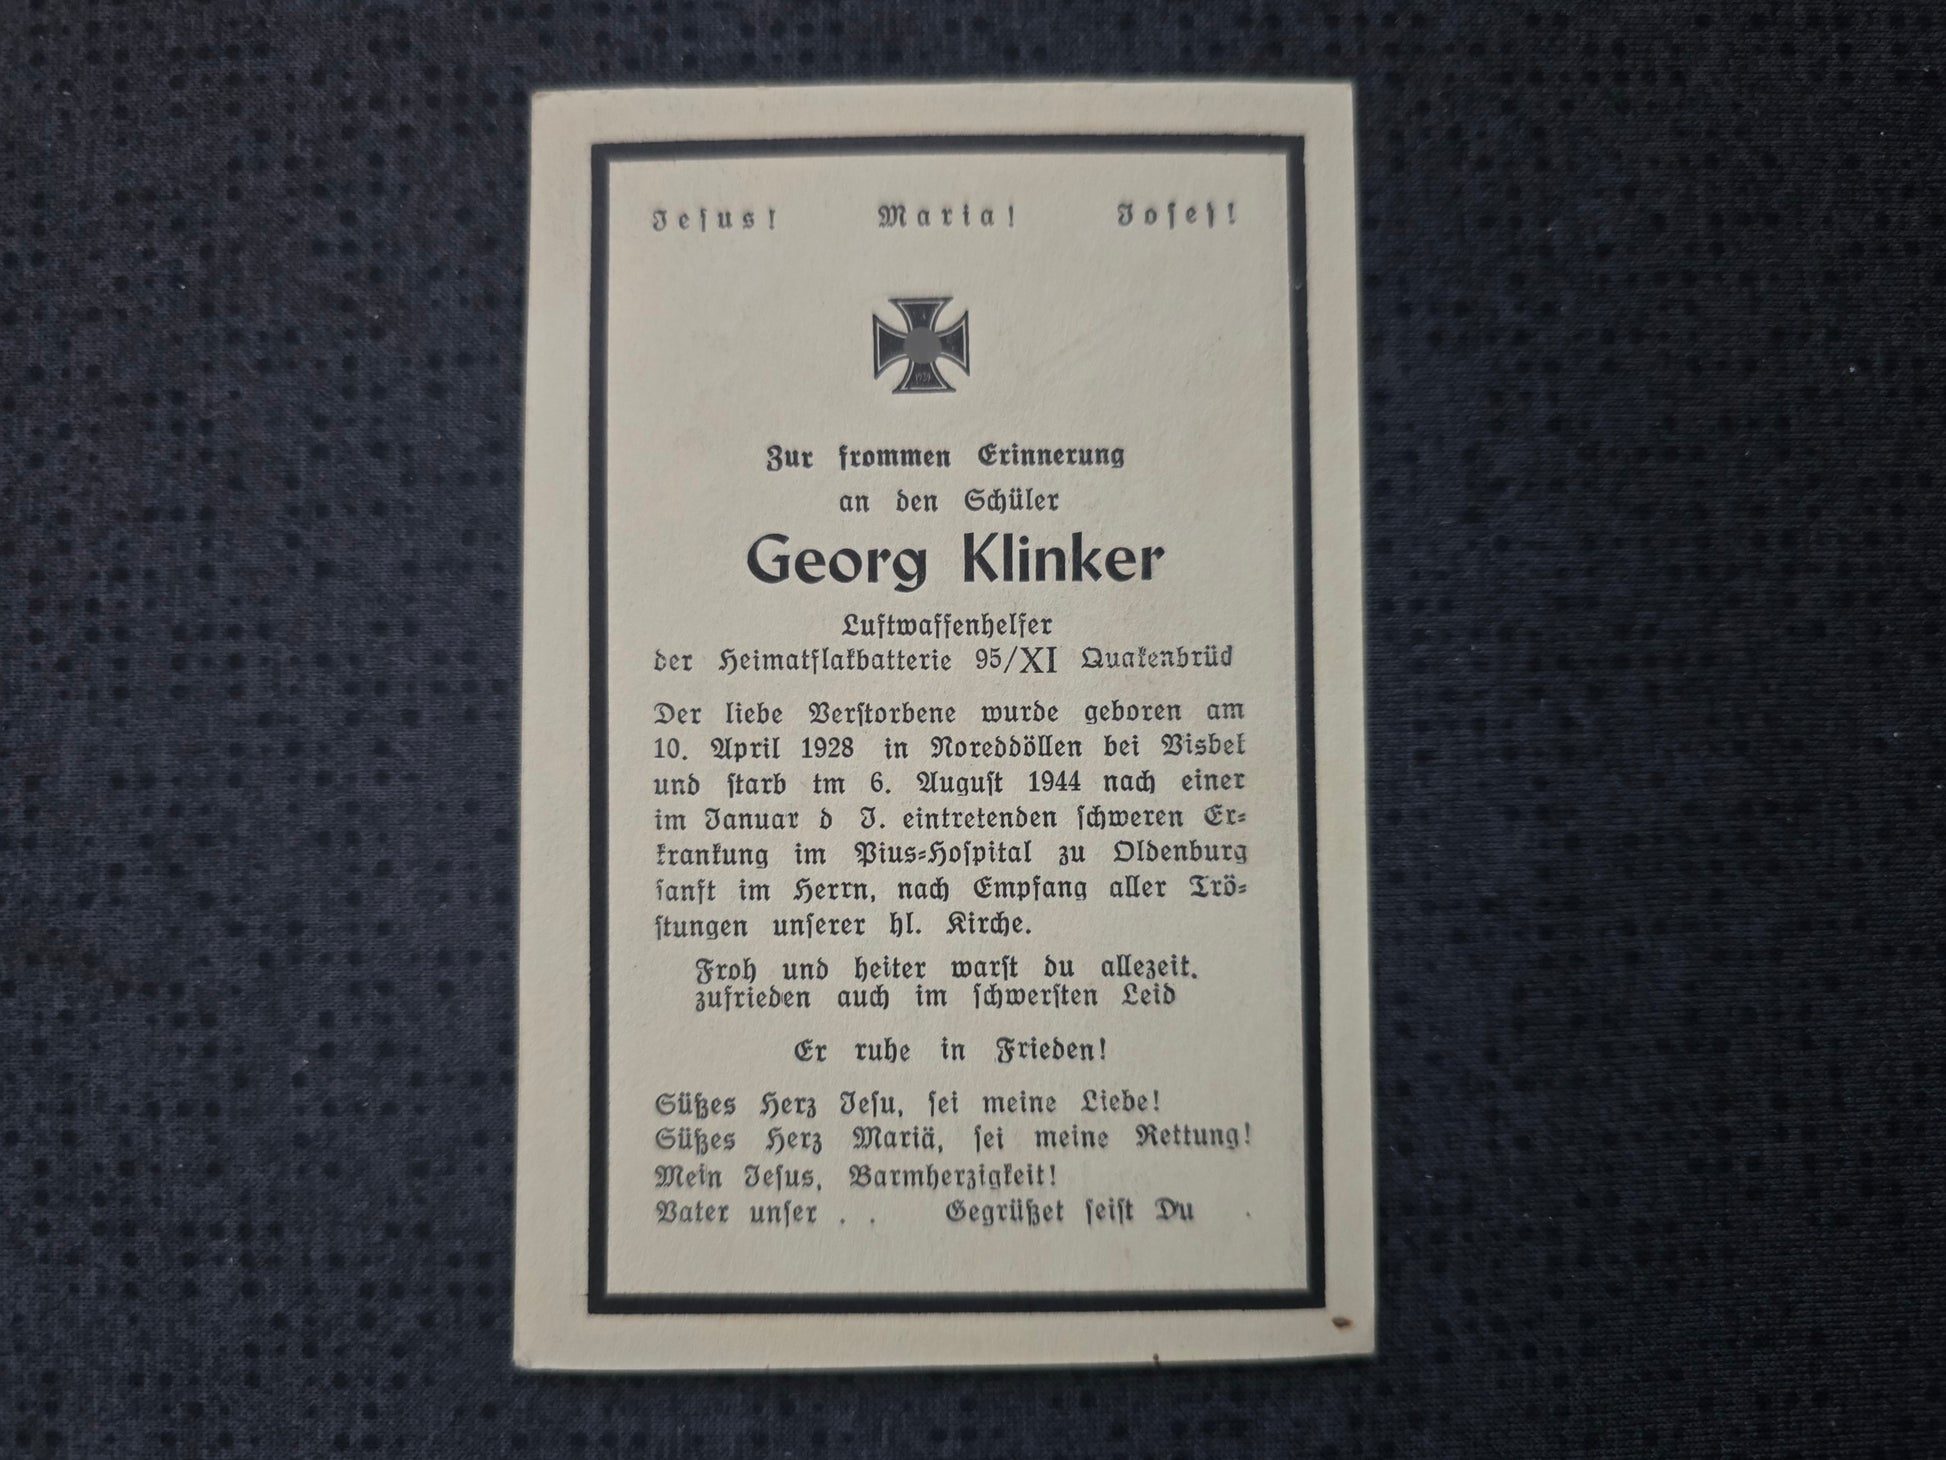 Jesus! Maria! Josef!
1939
Zur frommen Erinnerung
an den Schüler
Georg Klinker
Luftwaffenhelfer
der Heimatflakbatterie 95/XI Quakenbrück
Der liebe Verstorbene wurde geboren am
10. April 1928 in Noreddöllen bei Visbek
und starb tm 6. August 1944 nach einer
im Januar d J. eintretenden schweren Er-
krankung im Pius-Hospital zu Oldenburg
sanft im Herrn, nach Empfang aller Trö-
stungen unserer hl. Kirche.
Froh und heiter warst du allezeit.
zufrieden auch im schwersten Leid
Er ruhe in Frieden!
Süßes Herz Jesu, sei meine Liebe!
Süßes Herz Mariä, sei meine Rettung!
Mein Jesus, Barmherzigkeit!
Vater unser . . Gegrüßet seist Du .